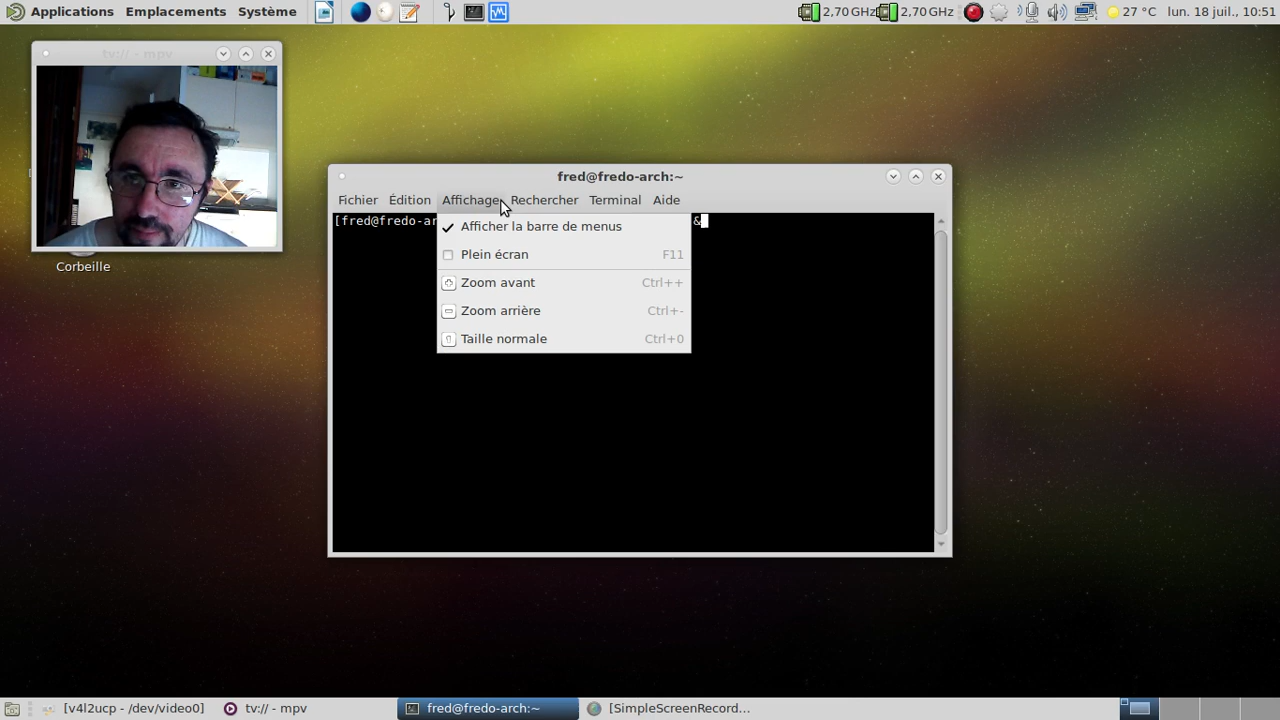 Applications Emplacements Système 2,70 GHz 2,70 GHz 27 °C lun. 18 juil., 10:51
tv:// - mpv
Corbeille
fred@fredo-arch:~
Fichier Édition Affichage Rechercher Terminal Aide
[fred@fredo-ar &
Afficher la barre de menus
Plein écran F11
Zoom avant Ctrl++
Zoom arrière Ctrl+-
Taille normale Ctrl+0
[v4l2ucp - /dev/video0] tv:// - mpv fred@fredo-arch:~ [SimpleScreenRecord...